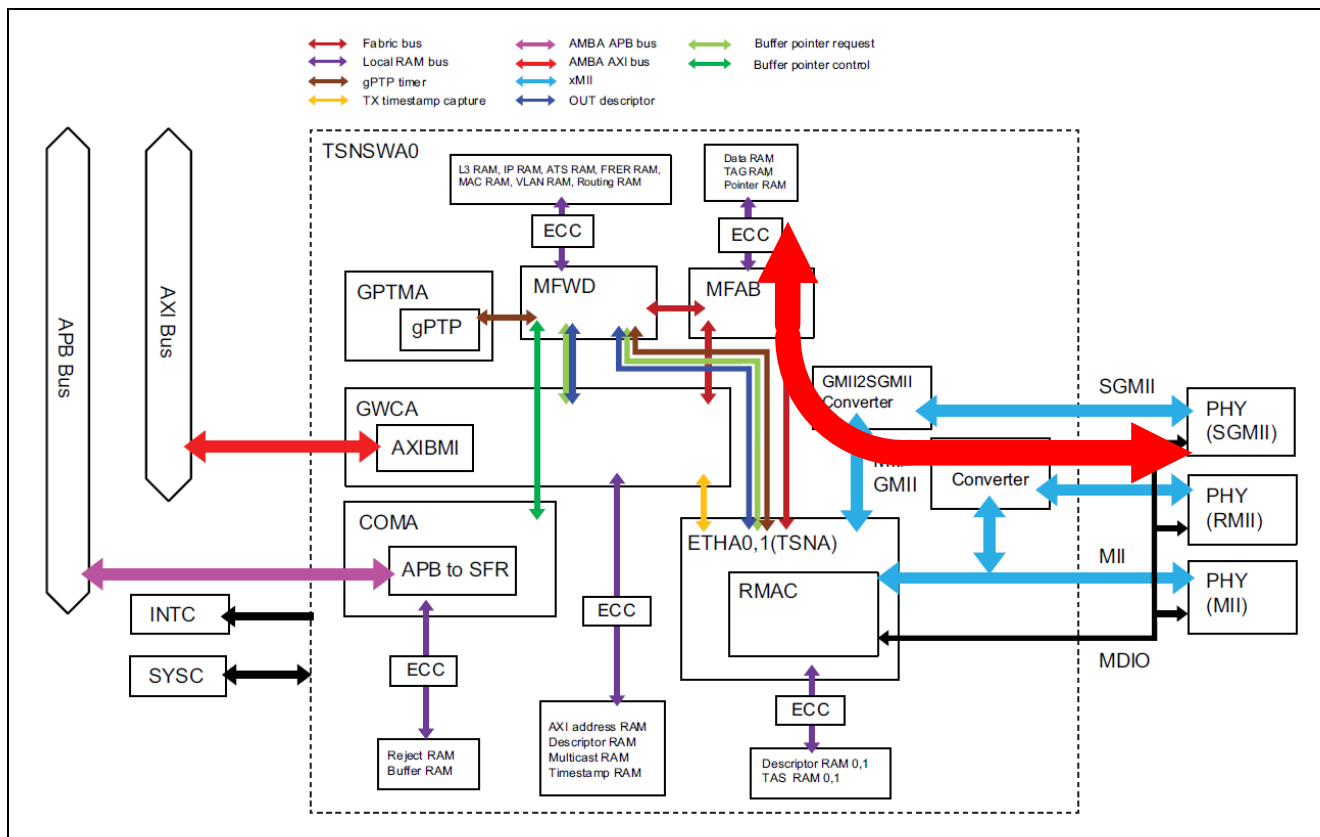 Fabric bus
Local RAM bus
gPTP timer
TX timestamp capture
AMBA APB bus
AMBA AXI bus
xMII
OUT descriptor
Buffer pointer request
Buffer pointer control
APB Bus
AXI Bus
TSNSWA0
L3 RAM, IP RAM, ATS RAM, FRER RAM,
MAC RAM, VLAN RAM, Routing RAM
Data RAM
TAG RAM
Pointer RAM
ECC
ECC
GPTMA
gPTP
MFWD
MFAB
GMII2SGMII
Converter
SGMII
PHY
(SGMII)
GWCA
AXIBMI
GMII
Converter
PHY
(RMII)
COMA
APB to SFR
ETHA0,1(TSNA)
RMAC
MII
PHY
(MII)
MDIO
INTC
SYSC
ECC
ECC
ECC
Reject RAM
Buffer RAM
AXI address RAM
Descriptor RAM
Multicast RAM
Timestamp RAM
Descriptor RAM 0,1
TAS RAM 0,1